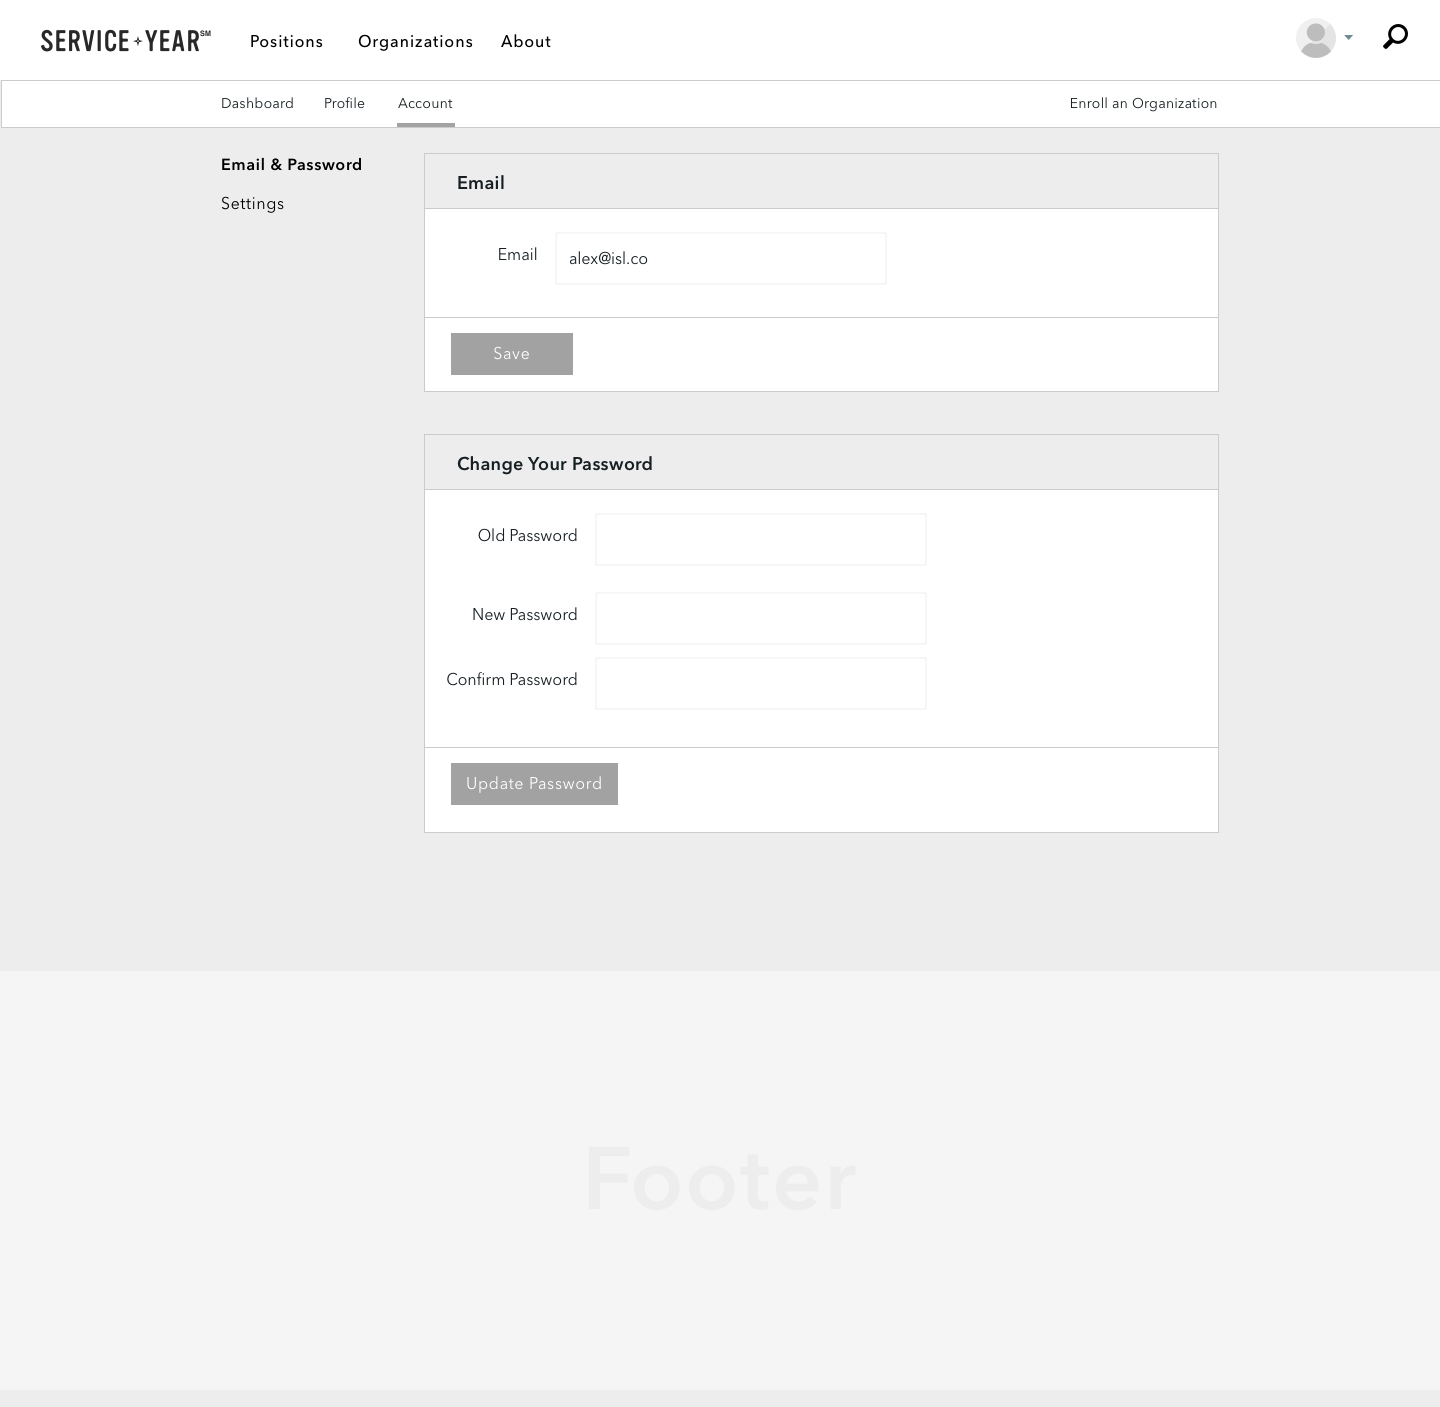 SERVICE+YEAR℠ Positions Organizations About
Dashboard Profile Account Enroll an Organization
Email & Password
Settings
Email
Email alex@isl.co
Save
Change Your Password
Old Password
New Password
Confirm Password
Update Password
Footer